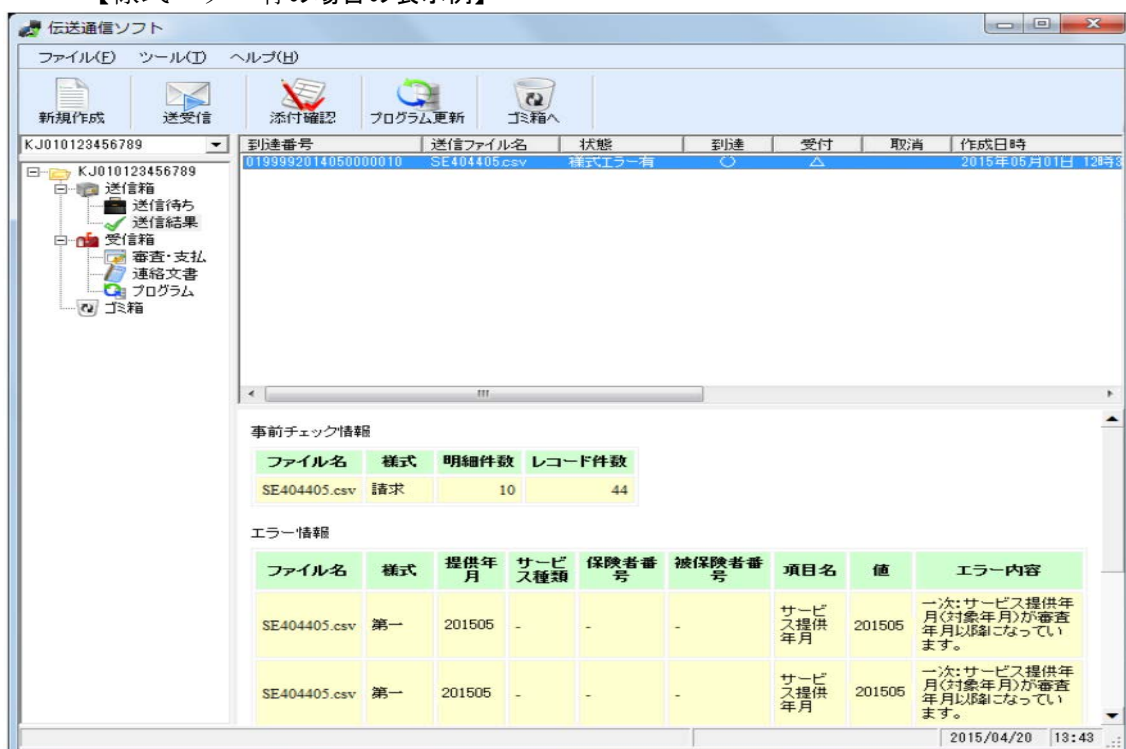 【様式エラー有の場合の表示例】
伝送通信ソフト
ファイル(F) ツール(T) ヘルプ(H)
新規作成 送受信 添付確認 プログラム更新 ゴミ箱へ
KJ010123456789
到達番号 送信ファイル名 状態 到達 受付 取消 作成日時
0199992014050000010 SE404405.csv 様式エラー有 ○ △ 2015年05月01日 12時3
KJ010123456789
送信箱
送信待ち
送信結果
受信箱
審査・支払
連絡文書
プログラム
ゴミ箱
事前チェック情報
ファイル名 様式 明細件数 レコード件数
SE404405.csv 請求 10 44
エラー情報
ファイル名 様式 提供年月 サービス種類 保険者番号 被保険者番号 項目名 値 エラー内容
SE404405.csv 第一 201505 - - - サービス提供年月 201505 一次:サービス提供年月(対象年月)が審査年月以降になっています。
SE404405.csv 第一 201505 - - - サービス提供年月 201505 一次:サービス提供年月(対象年月)が審査年月以降になっています。
2015/04/20 13:43